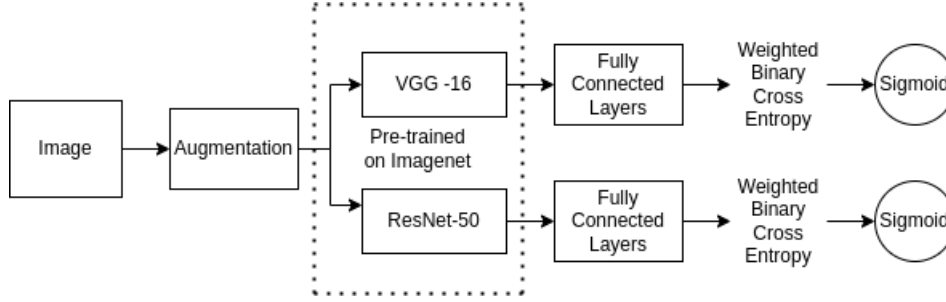 Image
Augmentation
VGG -16
Pre-trained
on Imagenet
ResNet-50
Fully
Connected
Layers
Weighted
Binary
Cross
Entropy
Sigmoid
Fully
Connected
Layers
Weighted
Binary
Cross
Entropy
Sigmoid